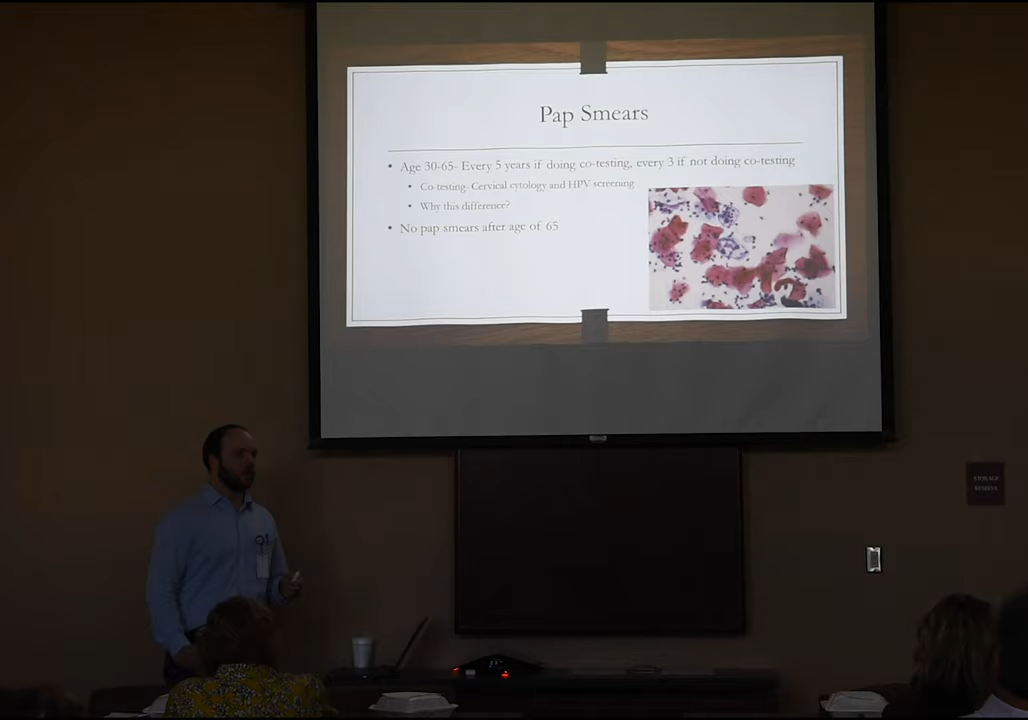 Pap Smears
• Age 30-65- Every 5 years if doing co-testing, every 3 if not doing co-testing
• Co-testing- Cervical cytology and HPV screening
• Why this difference?
• No pap smears after age of 65
STORAGE